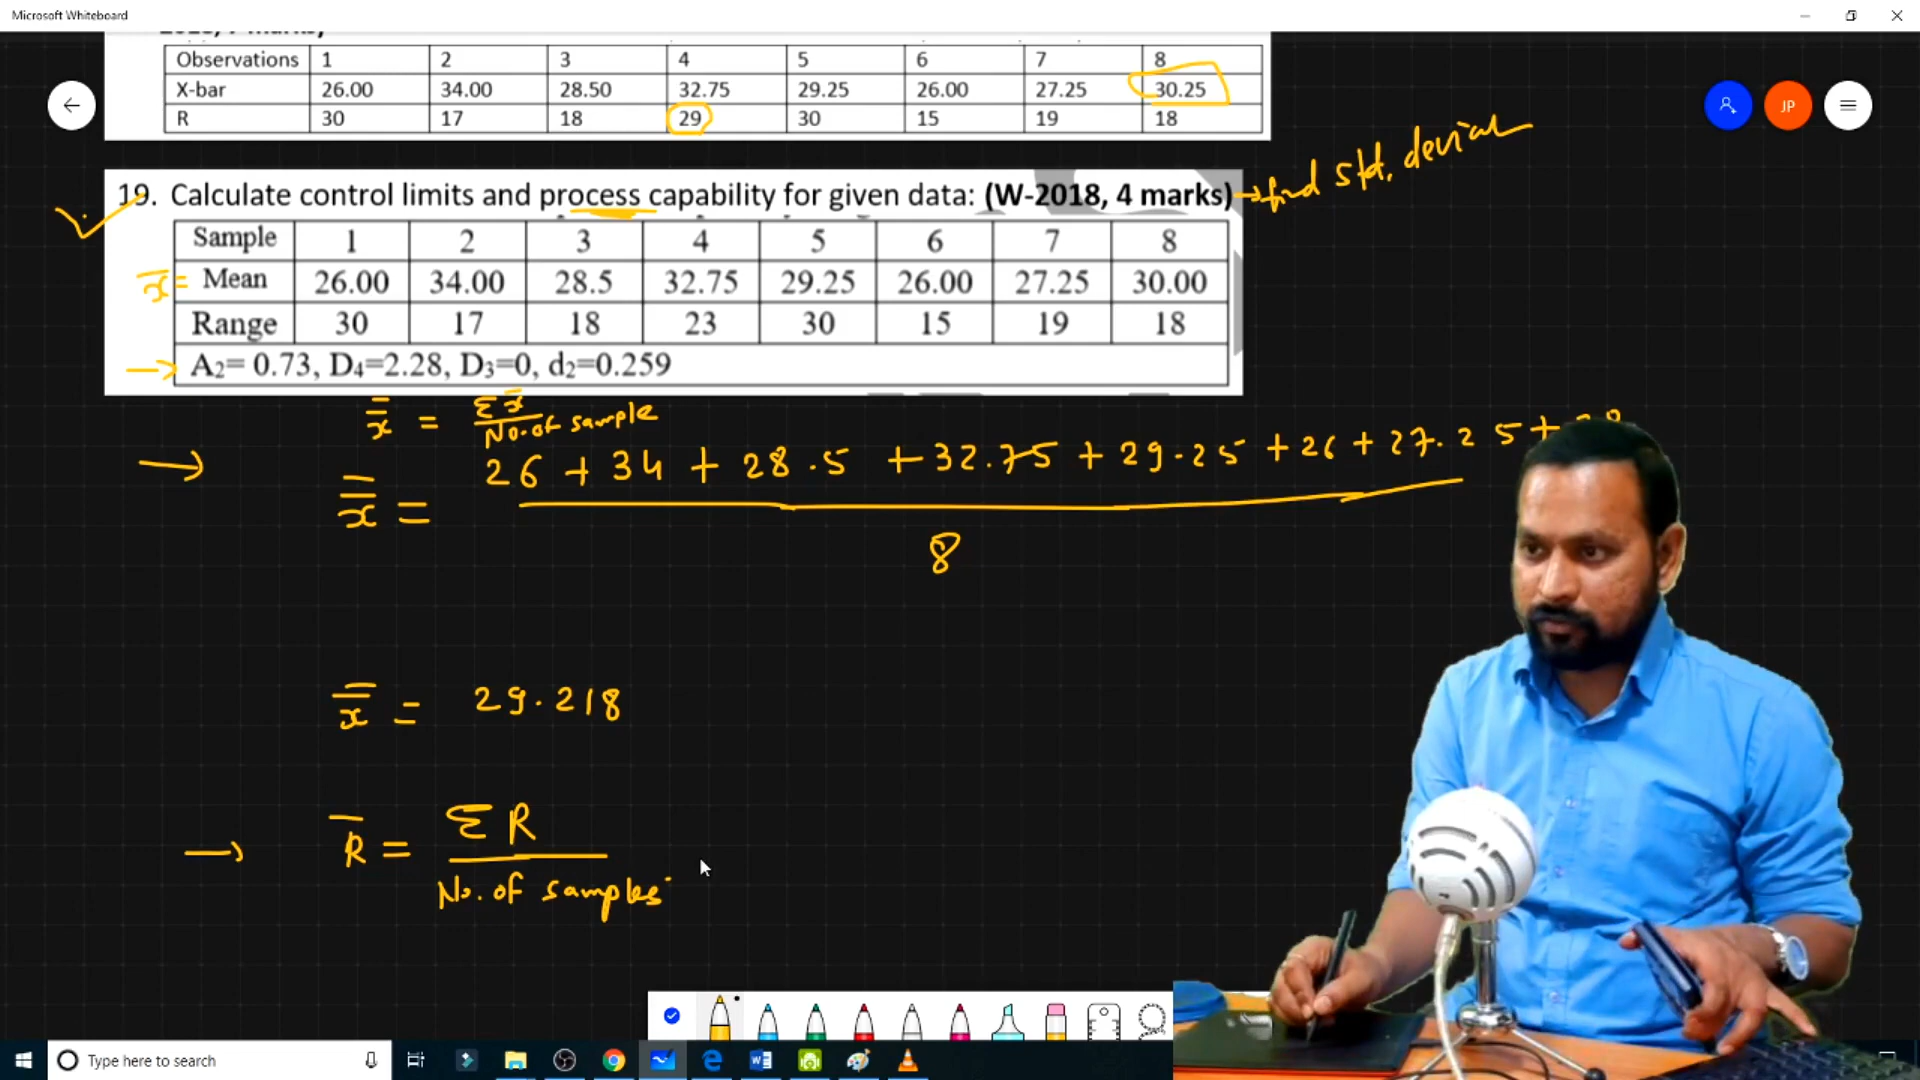 Microsoft Whiteboard
Observations 1 2 3 4 5 6 7 8
X-bar 26.00 34.00 28.50 32.75 29.25 26.00 27.25 30.25
R 30 17 18 29 30 15 19 18
JP
19. Calculate control limits and process capability for given data: (W-2018, 4 marks) → find std. devian
Sample 1 2 3 4 5 6 7 8
x̄ = Mean 26.00 34.00 28.5 32.75 29.25 26.00 27.25 30.00
Range 30 17 18 23 30 15 19 18
→ A₂= 0.73, D₄=2.28, D₃=0, d₂=0.259
x̿ = Σx̄ / No. of sample
→ x̿ = 26 + 34 + 28.5 + 32.75 + 29.25 + 26 + 27.25 +
8
x̿ = 29.218
→ R̄ = ΣR / No. of samples
Type here to search